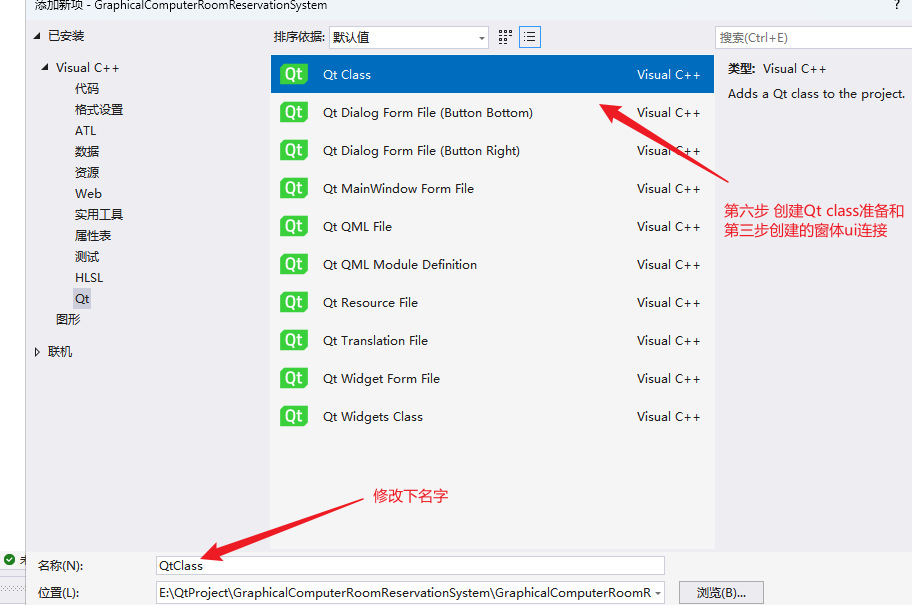 添加新项 - GraphicalComputerRoomReservationSystem
?
已安装
排序依据: 默认值
搜索(Ctrl+E)
Visual C++
代码
格式设置
ATL
数据
资源
Web
实用工具
属性表
测试
HLSL
Qt
图形
联机
Qt Qt Class Visual C++
Qt Qt Dialog Form File (Button Bottom) Visual C++
Qt Qt Dialog Form File (Button Right) Visual C++
Qt Qt MainWindow Form File Visual C++
Qt Qt QML File Visual C++
Qt Qt QML Module Definition Visual C++
Qt Qt Resource File Visual C++
Qt Qt Translation File Visual C++
Qt Qt Widget Form File Visual C++
Qt Qt Widgets Class Visual C++
类型: Visual C++
Adds a Qt class to the project.
第六步 创建Qt class准备和
第三步创建的窗体ui连接
修改下名字
名称(N): QtClass
位置(L): E:\QtProject\GraphicalComputerRoomReservationSystem\GraphicalComputerRoomR
浏览(B)...